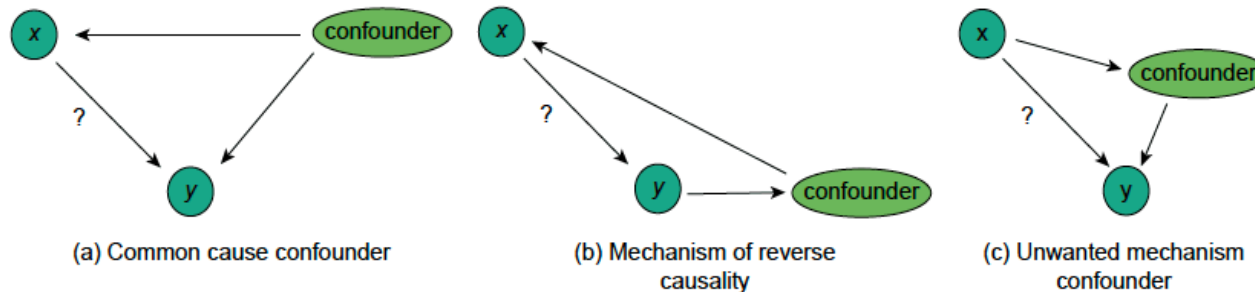 x
confounder
?
y
(a) Common cause confounder
x
?
y
confounder
(b) Mechanism of reverse
causality
x
confounder
?
y
(c) Unwanted mechanism
confounder